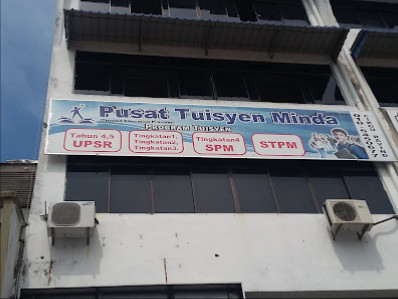 Pusat Tuisyen Minda
PROGRAM TUISYEN
Tahun 4,5
UPSR
Tingkatan1,
Tingkatan2,
Tingkatan3.
Tingkatan4
SPM
STPM